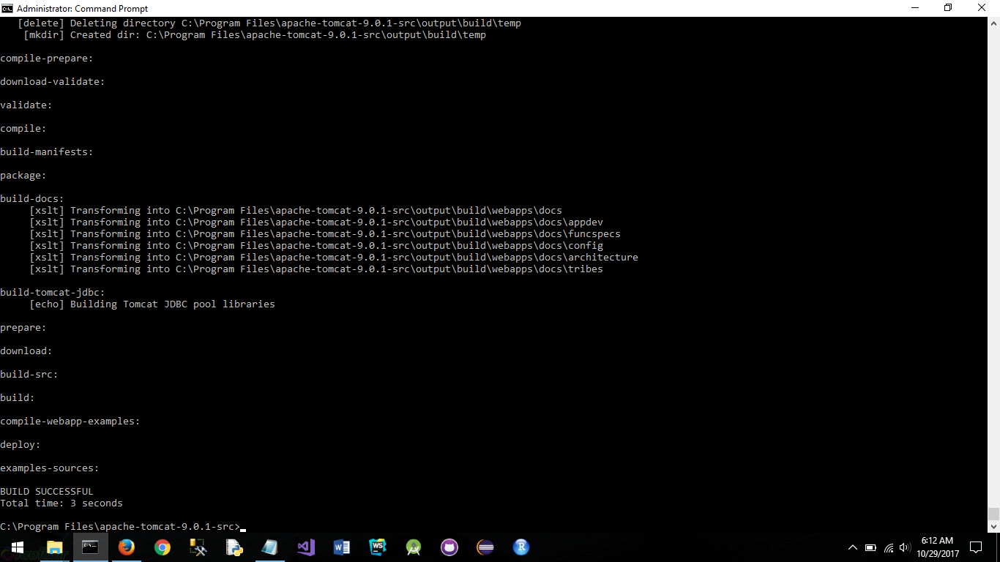 Administrator: Command Prompt
[delete] Deleting directory C:\Program Files\apache-tomcat-9.0.1-src\output\build\temp
[mkdir] Created dir: C:\Program Files\apache-tomcat-9.0.1-src\output\build\temp
compile-prepare:
download-validate:
validate:
compile:
build-manifests:
package:
build-docs:
[xslt] Transforming into C:\Program Files\apache-tomcat-9.0.1-src\output\build\webapps\docs
[xslt] Transforming into C:\Program Files\apache-tomcat-9.0.1-src\output\build\webapps\docs\appdev
[xslt] Transforming into C:\Program Files\apache-tomcat-9.0.1-src\output\build\webapps\docs\funcspecs
[xslt] Transforming into C:\Program Files\apache-tomcat-9.0.1-src\output\build\webapps\docs\config
[xslt] Transforming into C:\Program Files\apache-tomcat-9.0.1-src\output\build\webapps\docs\architecture
[xslt] Transforming into C:\Program Files\apache-tomcat-9.0.1-src\output\build\webapps\docs\tribes
build-tomcat-jdbc:
[echo] Building Tomcat JDBC pool libraries
prepare:
download:
build-src:
build:
compile-webapp-examples:
deploy:
examples-sources:
BUILD SUCCESSFUL
Total time: 3 seconds
C:\Program Files\apache-tomcat-9.0.1-src>
WS
R
6:12 AM
10/29/2017